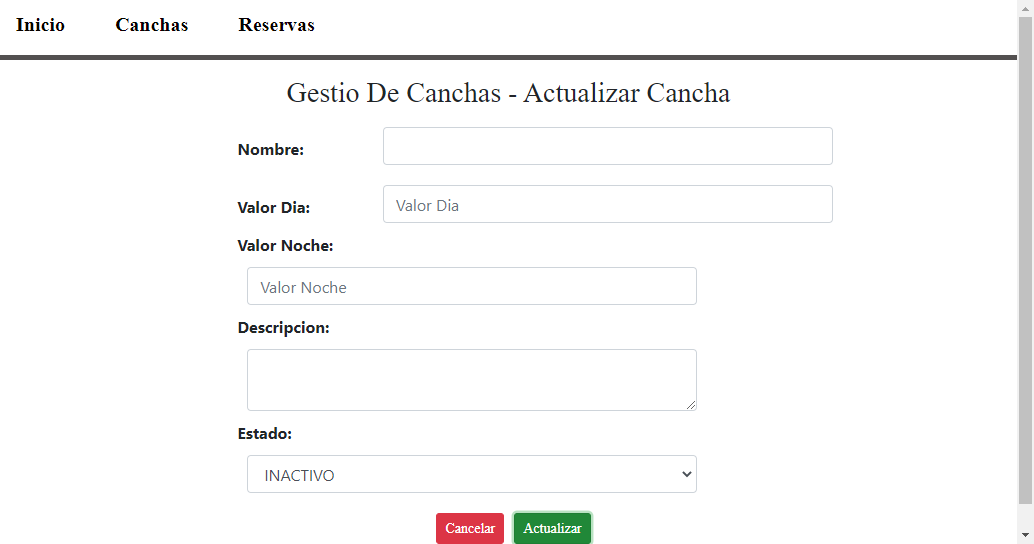 Inicio Canchas Reservas
Gestio De Canchas - Actualizar Cancha
Nombre:
Valor Dia: Valor Dia
Valor Noche:
Valor Noche
Descripcion:
Estado:
INACTIVO
Cancelar Actualizar